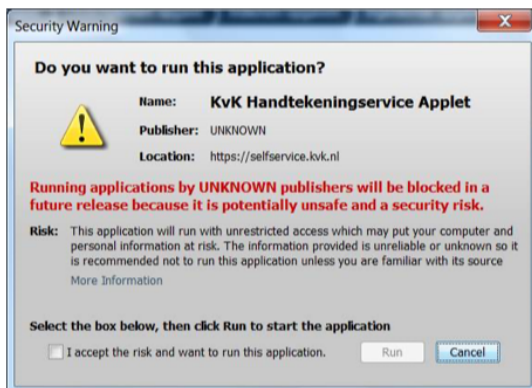 Security Warning
Do you want to run this application?
Name: KvK Handtekeningservice Applet
Publisher: UNKNOWN
Location: https://selfservice.kvk.nl
Running applications by UNKNOWN publishers will be blocked in a
future release because it is potentially unsafe and a security risk.
Risk: This application will run with unrestricted access which may put your computer and
personal information at risk. The information provided is unreliable or unknown so it
is recommended not to run this application unless you are familiar with its source
More Information
Select the box below, then click Run to start the application
I accept the risk and want to run this application. Run Cancel